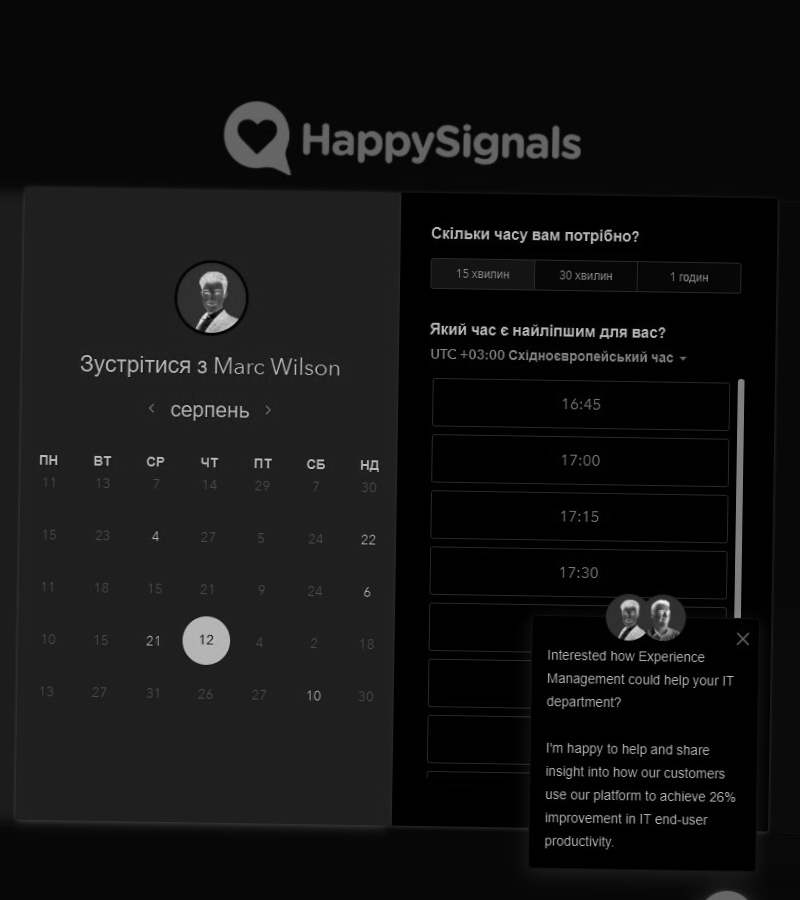 HappySignals
Зустрітися з Marc Wilson
серпень
ПН ВТ СР ЧТ ПТ СБ НД
11 13 7 14 29 7 30
15 23 4 27 5 24 22
11 18 15 21 9 24 6
10 15 21 12 4 2 18
13 27 31 26 27 10 30
Скільки часу вам потрібно?
15 хвилин 30 хвилин 1 годин
Який час є найліпшим для вас?
UTC +03:00 Східноєвропейський час
16:45
17:00
17:15
17:30
Interested how Experience
Management could help your IT
department?
I'm happy to help and share
insight into how our customers
use our platform to achieve 26%
improvement in IT end-user
productivity.